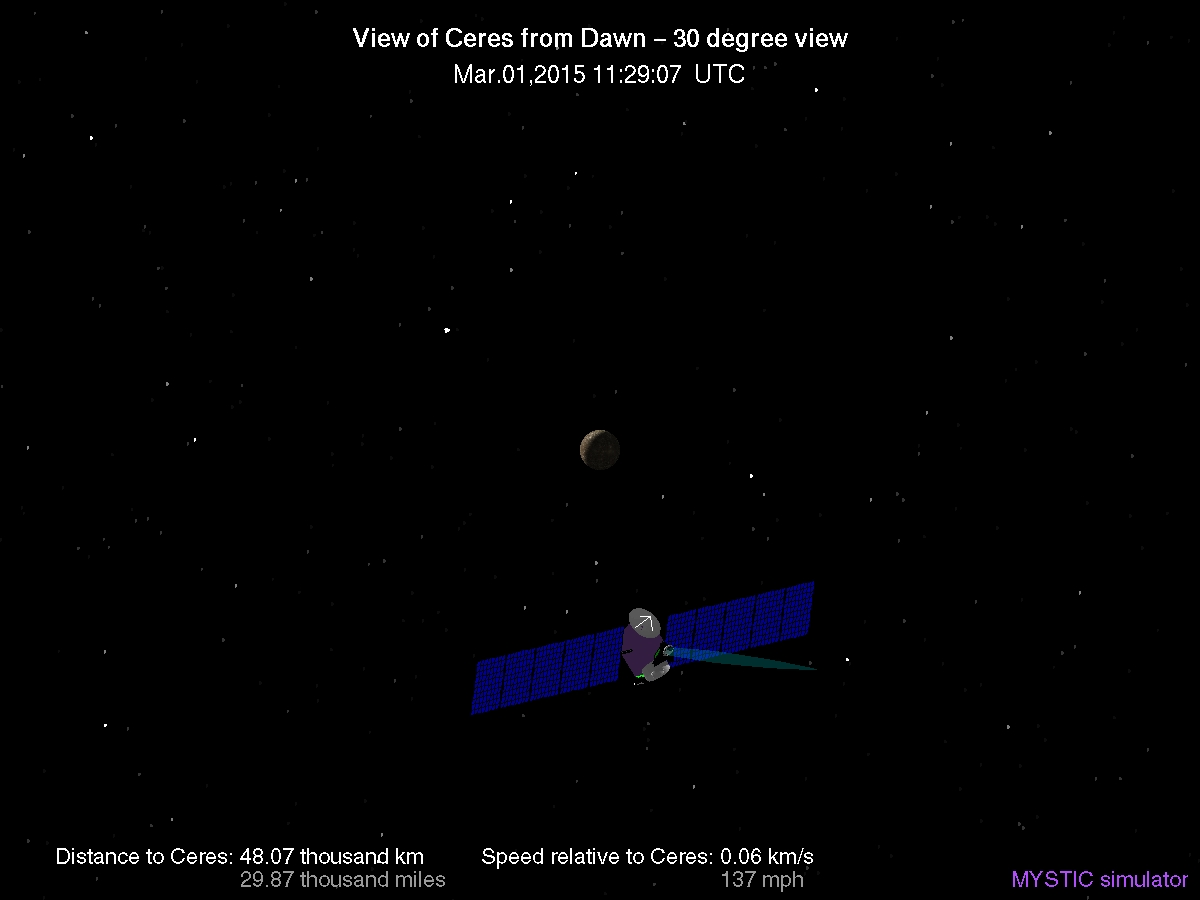 View of Ceres from Dawn – 30 degree view
Mar.01,2015 11:29:07 UTC
Distance to Ceres: 48.07 thousand km
29.87 thousand miles
Speed relative to Ceres: 0.06 km/s
137 mph
MYSTIC simulator